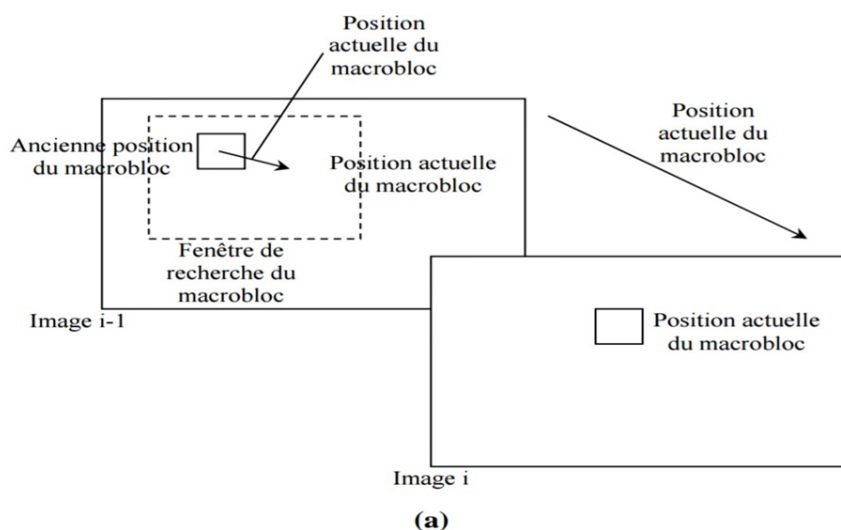 Position
actuelle du
macrobloc
Position
actuelle du
macrobloc
Ancienne position
du macrobloc
Position actuelle
du macrobloc
Fenêtre de
recherche du
macrobloc
Image i-1
Position actuelle
du macrobloc
Image i
(a)